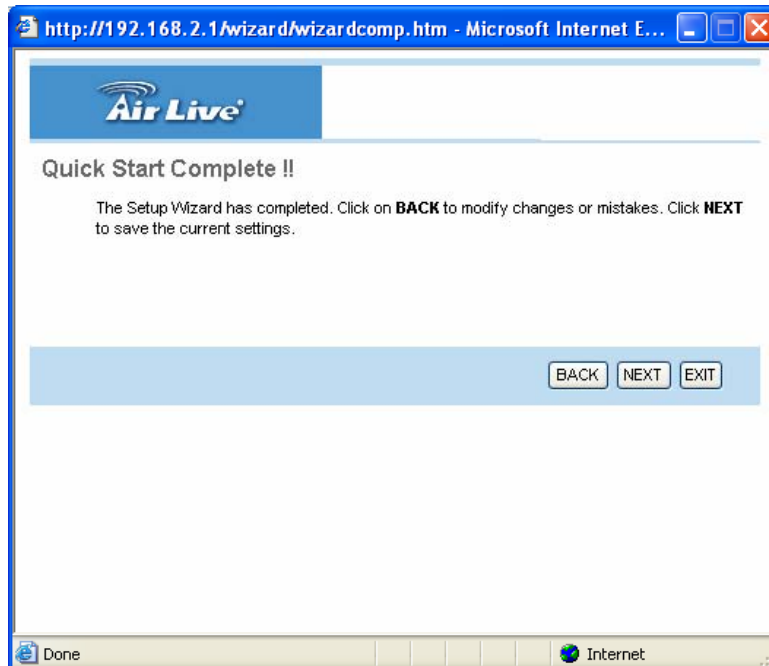 http://192.168.2.1/wizard/wizardcomp.htm - Microsoft Internet E...
Air Live
Quick Start Complete !!
The Setup Wizard has completed. Click on BACK to modify changes or mistakes. Click NEXT
to save the current settings.
BACK NEXT EXIT
Done Internet